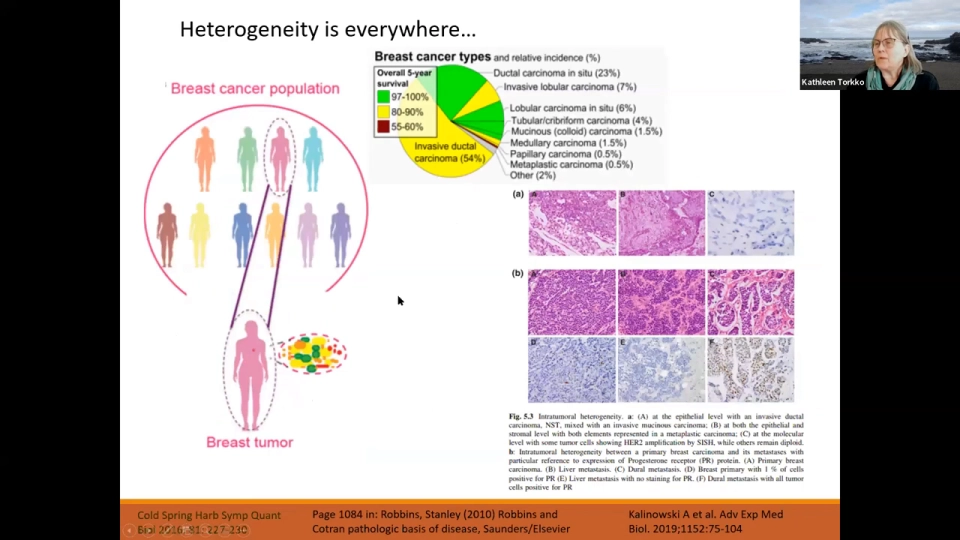 Heterogeneity is everywhere...
Kathleen Torkko
Breast cancer population
Breast tumor
Breast cancer types and relative incidence (%)
Overall 5-year
survival
97-100%
80-90%
55-60%
Ductal carcinoma in situ (23%)
Invasive lobular carcinoma (7%)
Lobular carcinoma in situ (6%)
Tubular/cribiform carcinoma (4%)
Mucinous (colloid) carcinoma (1.5%)
Medullary carcinoma (1.5%)
Papillary carcinoma (0.5%)
Metaplastic carcinoma (0.5%)
Other (2%)
Invasive ductal
carcinoma (54%)
(a)
A
B
C
(b)
D
E
F
Fig. 5.3 Intratumoral heterogeneity. a: (A) at the epithelial level with an invasive ductal
carcinoma, NST, mixed with an invasive mucinous carcinoma; (B) at both the epithelial and
stromal level with both elements represented in a metaplastic carcinoma; (C) at the molecular
level with some tumor cells showing HER2 amplification by SISH, while others remain diploid.
b: Intratumoral heterogeneity between a primary breast carcinoma and its metastases with
particular reference to expression of Progesterone receptor (PR) protein. (A) Primary breast
carcinoma. (B) Liver metastasis. (C) Dural metastasis. (D) Breast primary with 1 % of cells
positive for PR (E) Liver metastasis with no staining for PR. (F) Dural metastasis with all tumor
cells positive for PR
Cold Spring Harb Symp Quant
Biol 2016;81: 227-230
Page 1084 in: Robbins, Stanley (2010) Robbins and
Cotran pathologic basis of disease, Saunders/Elsevier
Kalinowski A et al. Adv Exp Med
Biol. 2019;1152:75-104